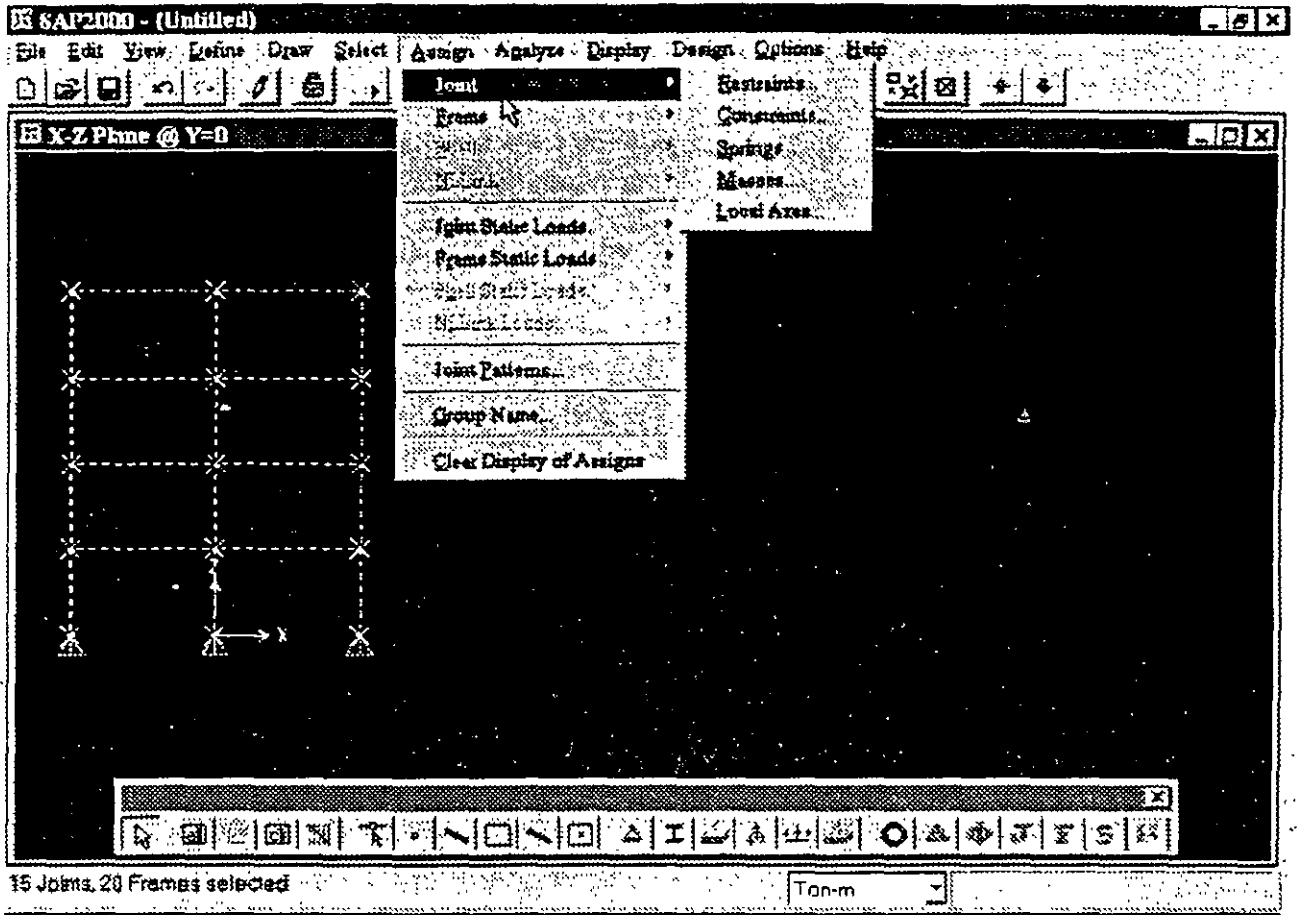 SAP2000 - (Untitled)
File Edit View Define Draw Select Assign Analyze Display Design Options Help
Joint
Frame
Joint Static Loads
Frame Static Loads
Joint Patterns...
Group Name...
Clear Display of Assigns
Restraints...
Constraints...
Springs...
Masses...
Local Axes...
X-Z Plane @ Y=0
Z
X
15 Joints, 20 Frames selected
Ton-m